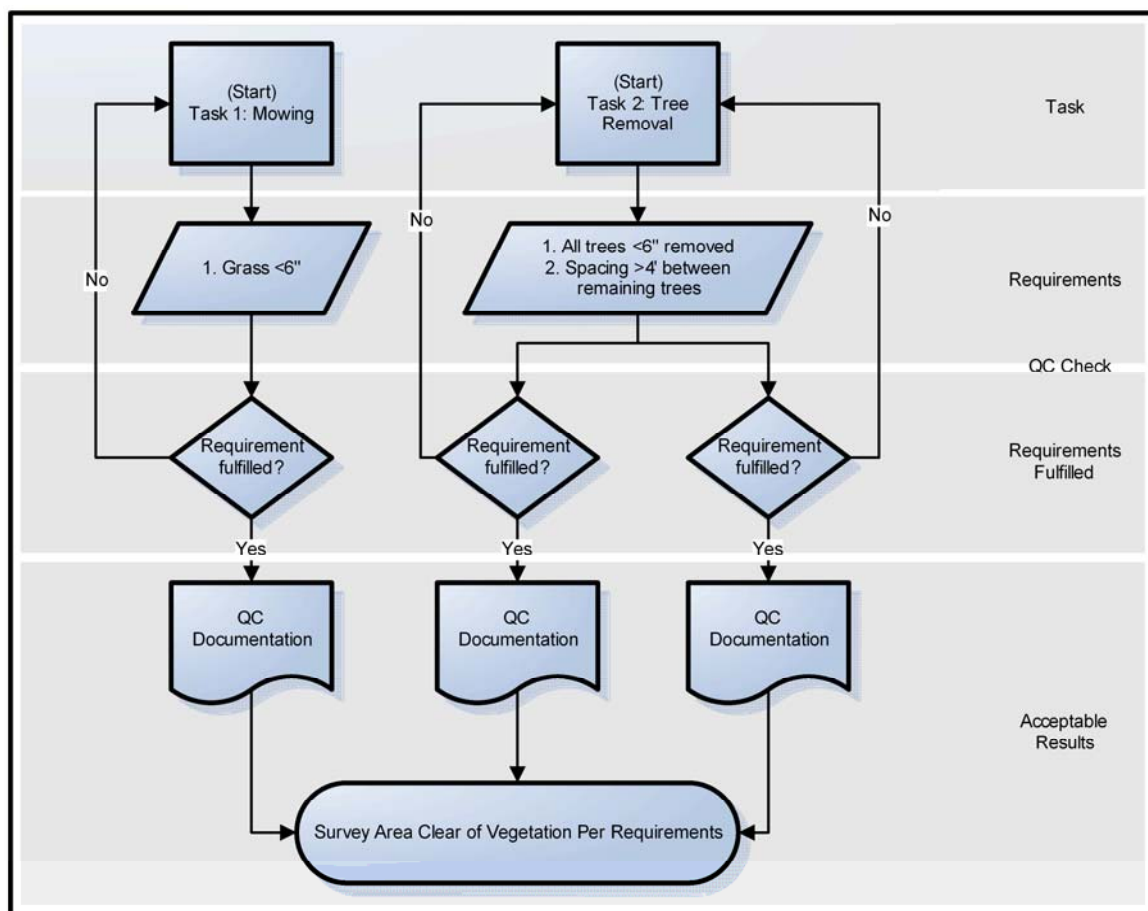 (Start)
Task 1: Mowing
(Start)
Task 2: Tree
Removal
Task
No
No
No
1. Grass <6"
1. All trees <6" removed
2. Spacing >4' between
remaining trees
Requirements
QC Check
Requirement
fulfilled?
Requirement
fulfilled?
Requirement
fulfilled?
Requirements
Fulfilled
Yes
Yes
Yes
QC
Documentation
QC
Documentation
QC
Documentation
Acceptable
Results
Survey Area Clear of Vegetation Per Requirements